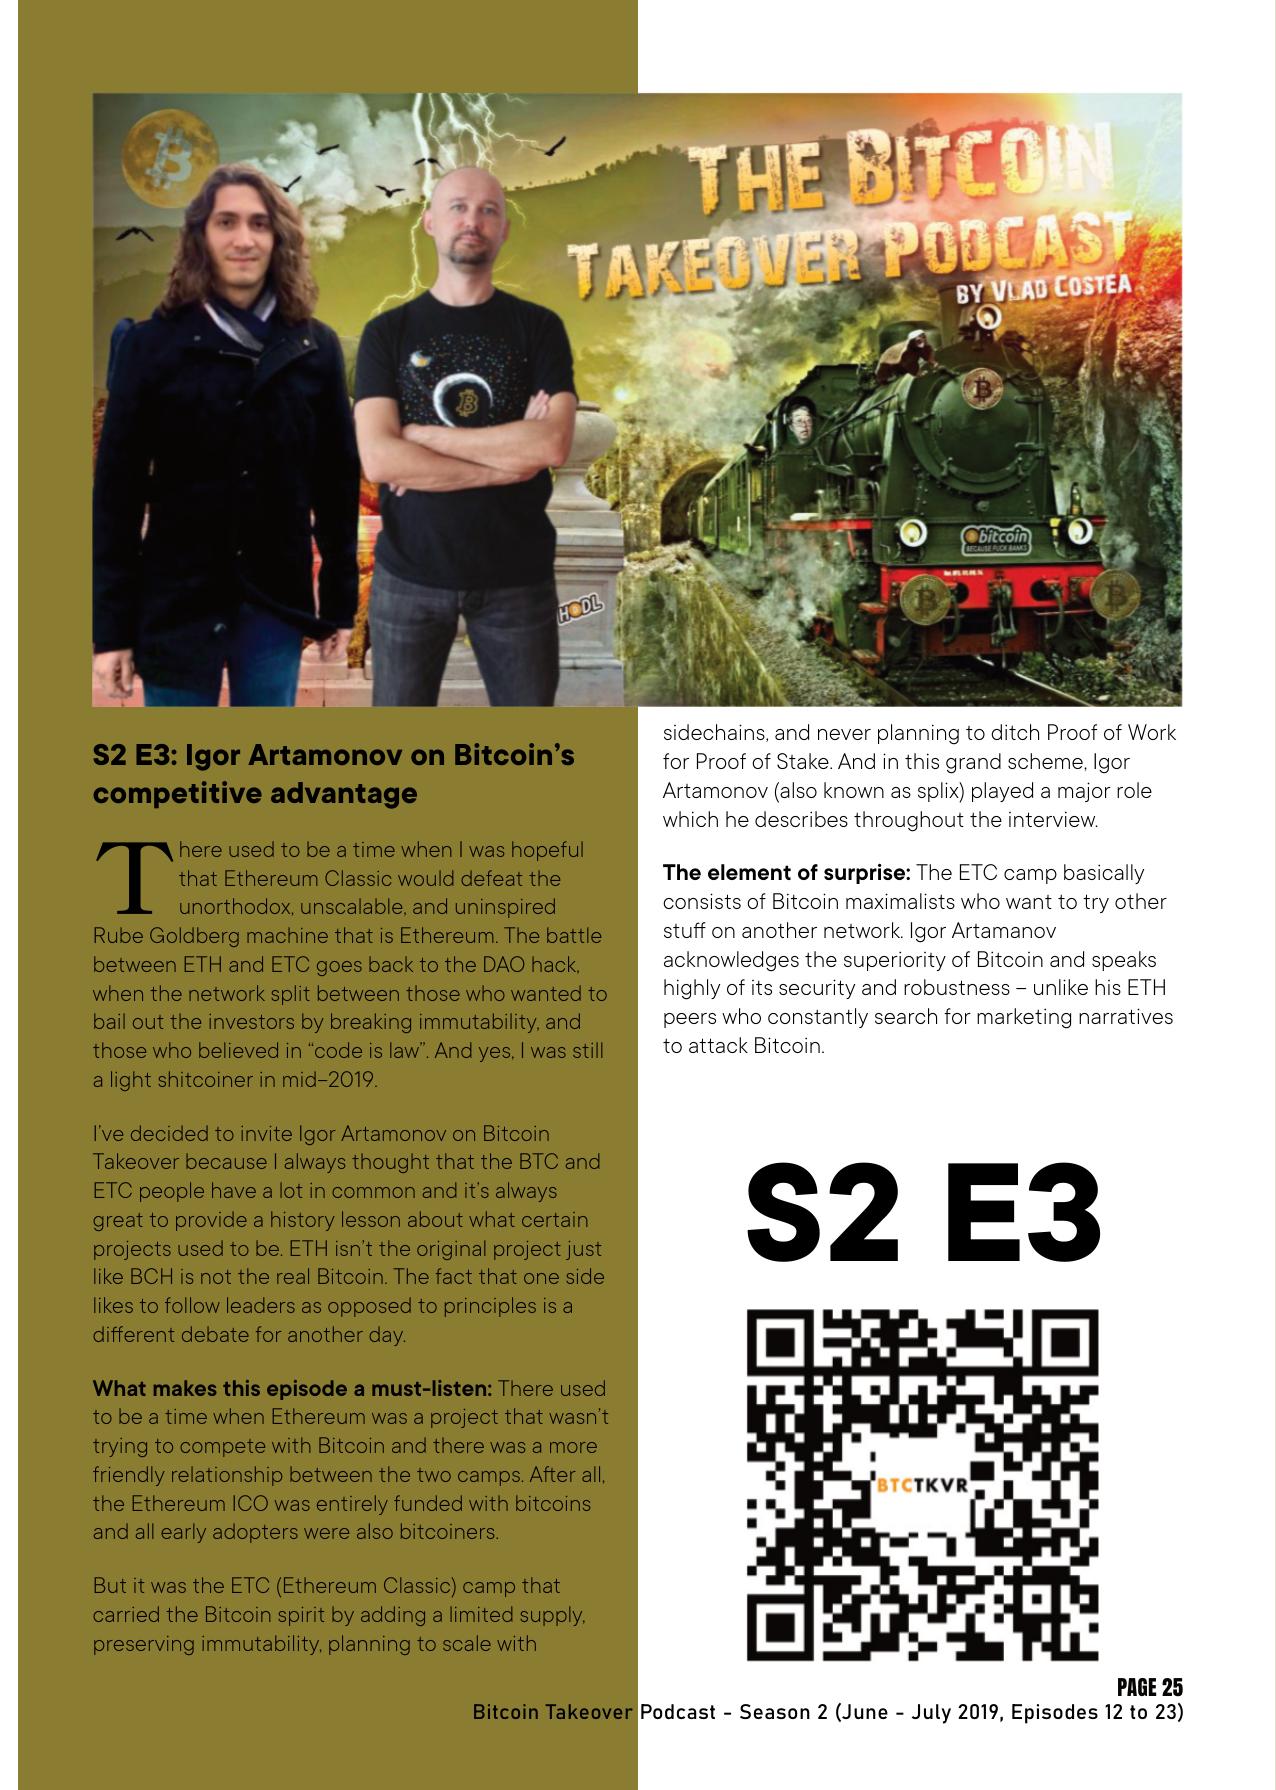 THE BITCOIN
TAKEOVER PODCAST
BY VLAD COSTEA
bitcoin
BECAUSE FUCK BANKS
HODL
S2 E3: Igor Artamonov on Bitcoin's
competitive advantage
There used to be a time when I was hopeful
that Ethereum Classic would defeat the
unorthodox, unscalable, and uninspired
Rube Goldberg machine that is Ethereum. The battle
between ETH and ETC goes back to the DAO hack,
when the network split between those who wanted to
bail out the investors by breaking immutability, and
those who believed in “code is law”. And yes, I was still
a light shitcoiner in mid–2019.
I've decided to invite Igor Artamonov on Bitcoin
Takeover because I always thought that the BTC and
ETC people have a lot in common and it's always
great to provide a history lesson about what certain
projects used to be. ETH isn't the original project just
like BCH is not the real Bitcoin. The fact that one side
likes to follow leaders as opposed to principles is a
different debate for another day.
What makes this episode a must-listen: There used
to be a time when Ethereum was a project that wasn't
trying to compete with Bitcoin and there was a more
friendly relationship between the two camps. After all,
the Ethereum ICO was entirely funded with bitcoins
and all early adopters were also bitcoiners.
But it was the ETC (Ethereum Classic) camp that
carried the Bitcoin spirit by adding a limited supply,
preserving immutability, planning to scale with
sidechains, and never planning to ditch Proof of Work
for Proof of Stake. And in this grand scheme, Igor
Artamonov (also known as splix) played a major role
which he describes throughout the interview.
The element of surprise: The ETC camp basically
consists of Bitcoin maximalists who want to try other
stuff on another network. Igor Artamanov
acknowledges the superiority of Bitcoin and speaks
highly of its security and robustness – unlike his ETH
peers who constantly search for marketing narratives
to attack Bitcoin.
S2 E3
BTCTKVR
PAGE 25
Bitcoin Takeover Podcast - Season 2 (June - July 2019, Episodes 12 to 23)